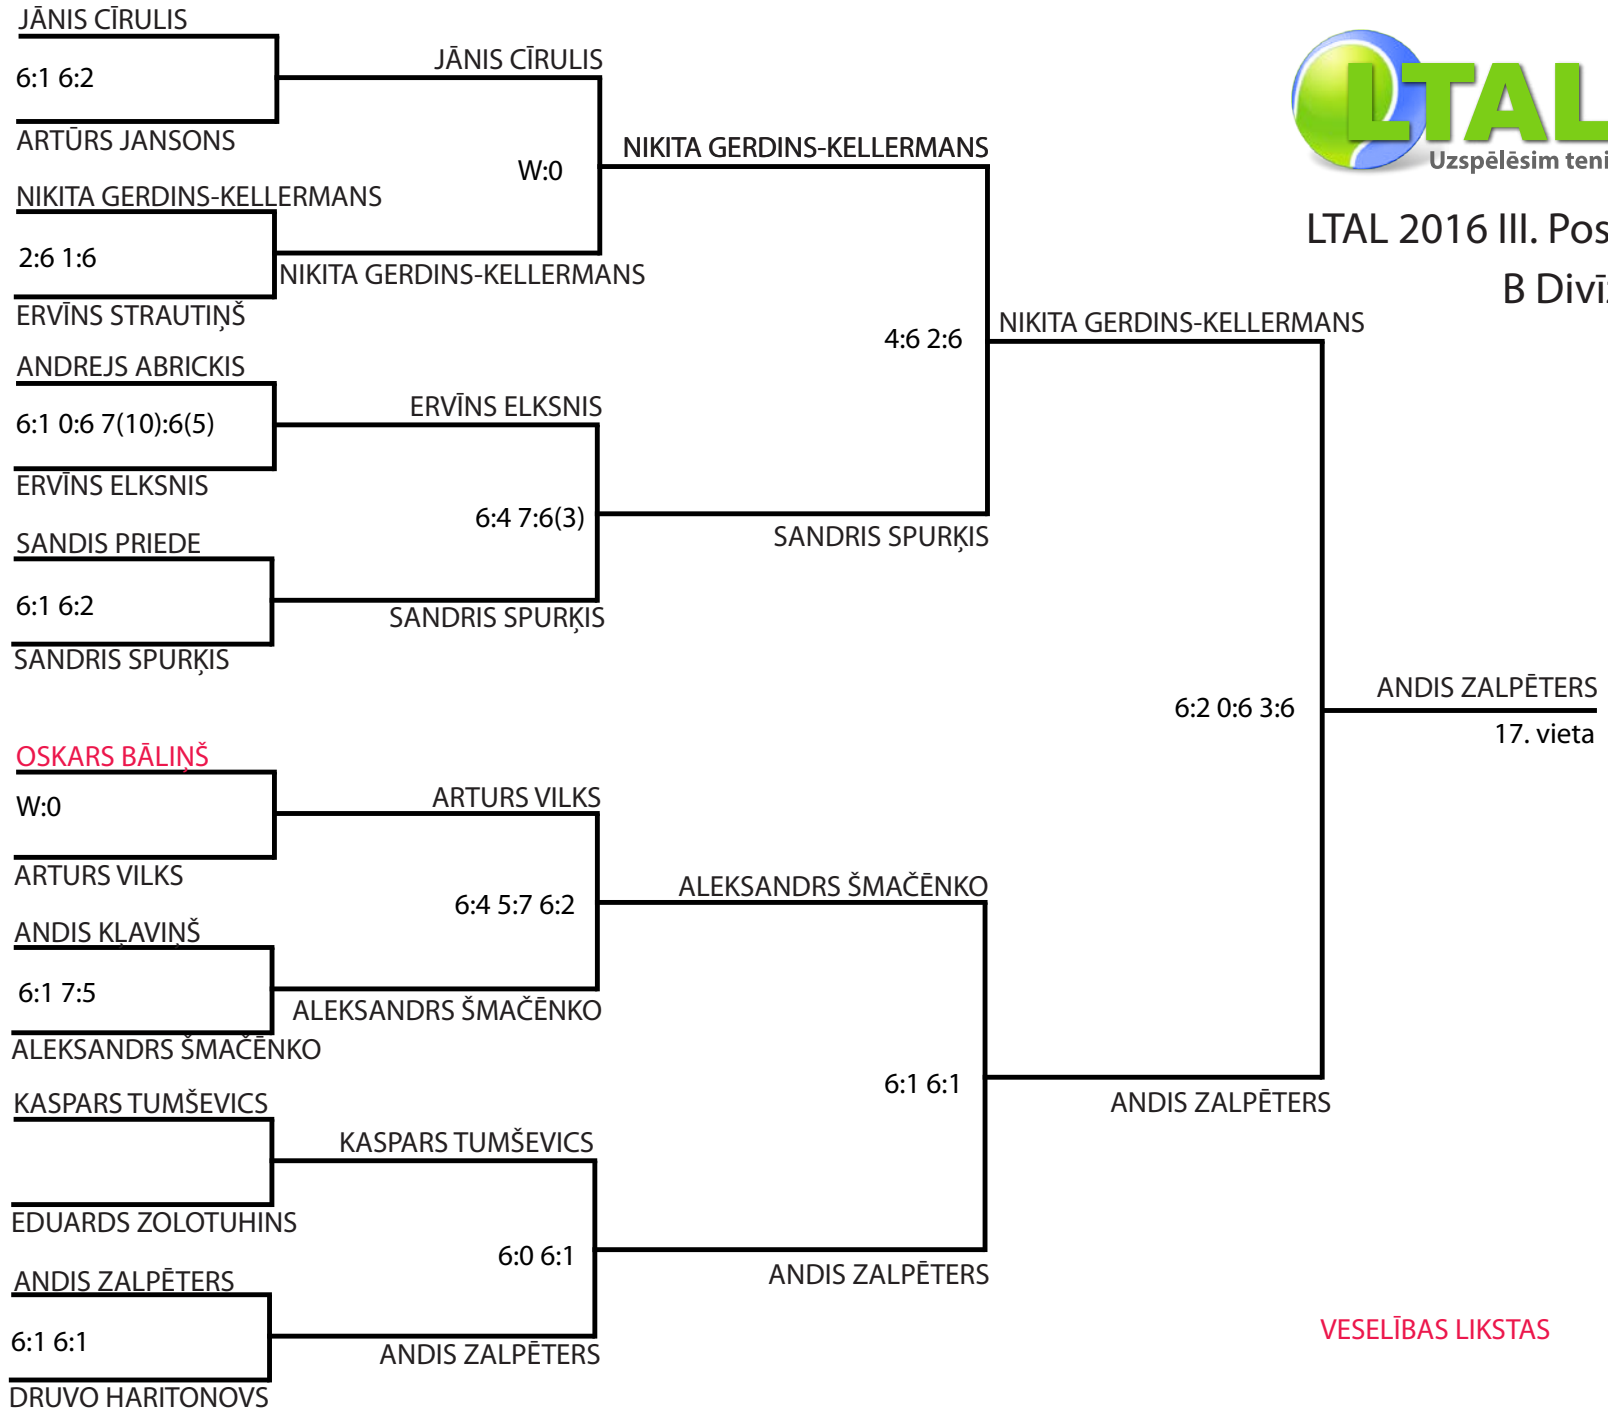 JĀNIS CĪRULIS
6:1 6:2
ARTŪRS JANSONS
NIKITA GERDINS-KELLERMANS
2:6 1:6
ERVĪNS STRAUTIŅŠ
ANDREJS ABRICKIS
6:1 0:6 7(10):6(5)
ERVĪNS ELKSNIS
SANDIS PRIEDE
6:1 6:2
SANDRIS SPURĶIS
OSKARS BĀLIŅŠ
W:0
ARTURS VILKS
ANDIS KĻAVIŅŠ
6:1 7:5
ALEKSANDRS ŠMAČĒNKO
KASPARS TUMŠEVICS
EDUARDS ZOLOTUHINS
ANDIS ZALPĒTERS
6:1 6:1
DRUVO HARITONOVS
JĀNIS CĪRULIS
W:0
NIKITA GERDINS-KELLERMANS
ERVĪNS ELKSNIS
6:4 7:6(3)
SANDRIS SPURĶIS
ARTURS VILKS
6:4 5:7 6:2
ALEKSANDRS ŠMAČĒNKO
KASPARS TUMŠEVICS
6:0 6:1
ANDIS ZALPĒTERS
NIKITA GERDINS-KELLERMANS
4:6 2:6
SANDRIS SPURĶIS
ALEKSANDRS ŠMAČĒNKO
6:1 6:1
ANDIS ZALPĒTERS
NIKITA GERDINS-KELLERMANS
6:2 0:6 3:6
ANDIS ZALPĒTERS
ANDIS ZALPĒTERS
17. vieta
LTAL
Uzspēlēsim teni
LTAL 2016 III. Pos
B Divī
VESELĪBAS LIKSTAS